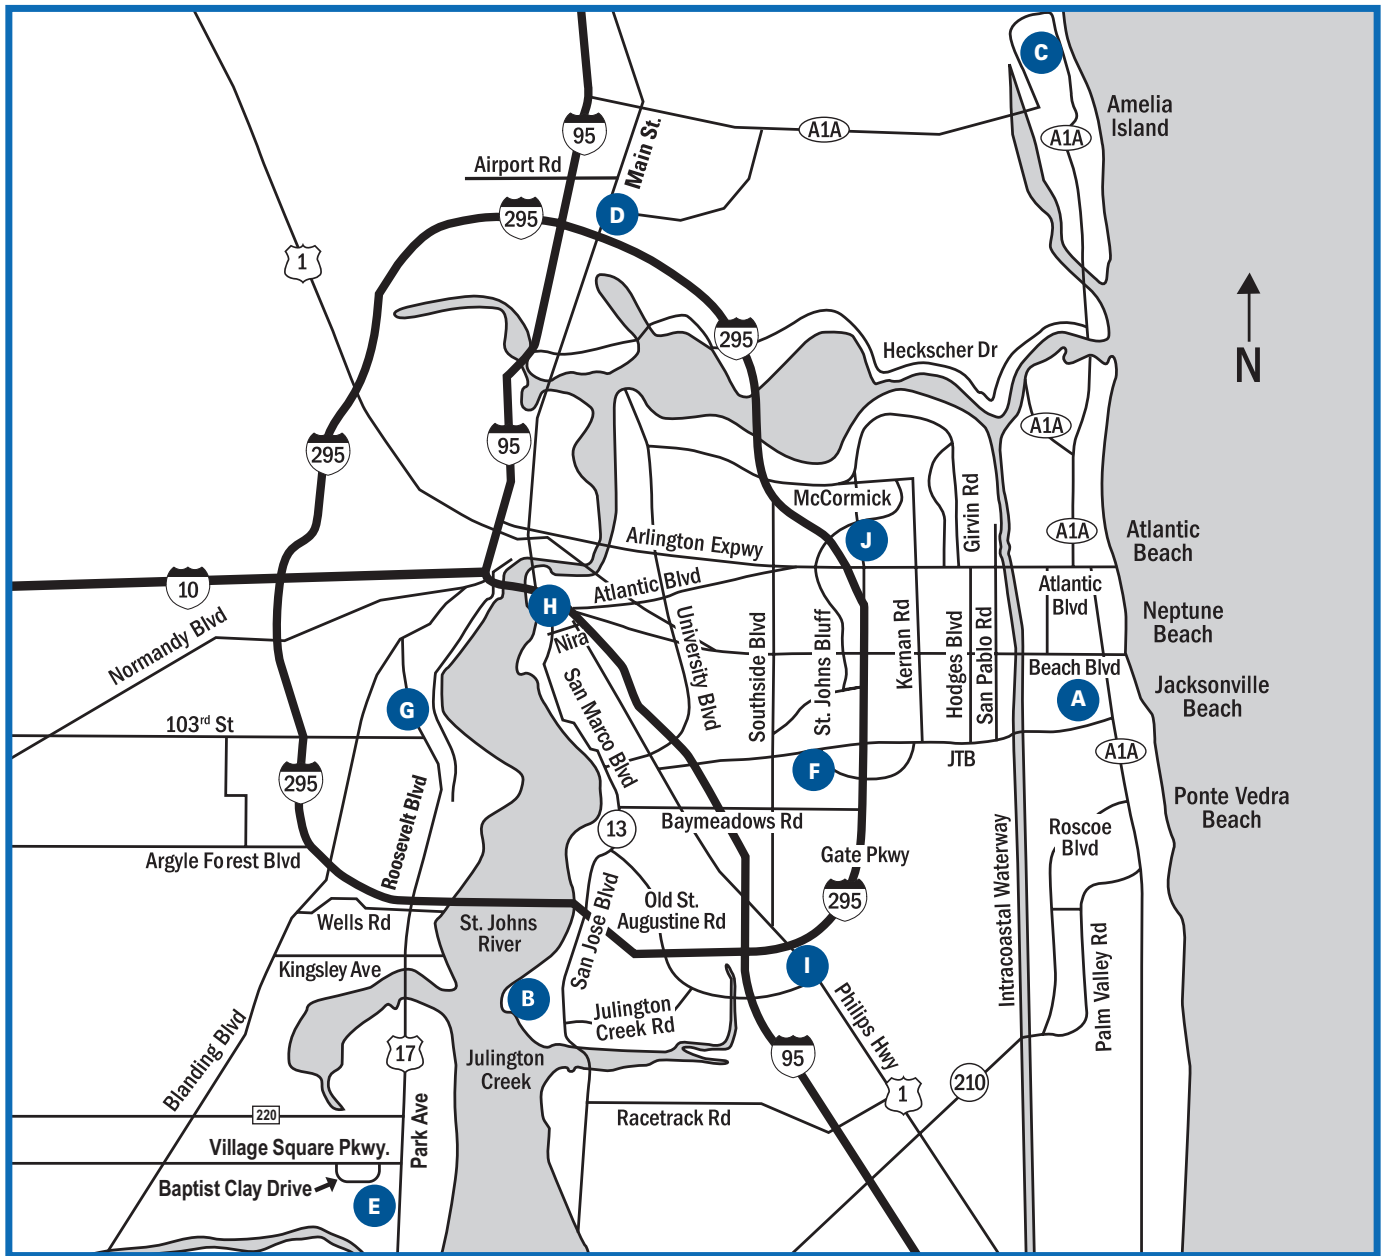 C
Amelia
Island
95
A1A
A1A
Main St.
Airport Rd
295
D
1
N
295
Heckscher Dr
A1A
295
95
McCormick
Girvin Rd
A1A
Atlantic
Beach
J
Arlington Expwy
10
Atlantic Blvd
Atlantic
Blvd
H
Neptune
Beach
Normandy Blvd
Nira
University Blvd
Southside Blvd
St. Johns Bluff
Kernan Rd
Hodges Blvd
San Pablo Rd
Beach Blvd
A
Jacksonville
Beach
San Marco Blvd
G
103rd St
A1A
JTB
F
295
Roosevelt Blvd
Ponte Vedra
Beach
13
Baymeadows Rd
Roscoe
Blvd
Argyle Forest Blvd
Gate Pkwy
295
Intracoastal Waterway
Wells Rd
St. Johns
River
San Jose Blvd
Old St.
Augustine Rd
Palm Valley Rd
Kingsley Ave
I
B
Julington
Creek Rd
Philips Hwy
Blanding Blvd
17
Julington
Creek
95
210
1
220
Racetrack Rd
Park Ave
Village Square Pkwy.
Baptist Clay Drive
E